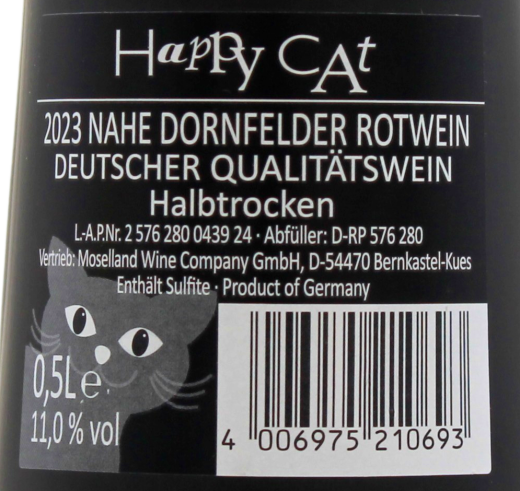 Happy CAt
2023 NAHE DORNFELDER ROTWEIN
DEUTSCHER QUALITÄTSWEIN
Halbtrocken
L-A.P.Nr. 2 576 280 0439 24 · Abfüller: D-RP 576 280
Vertrieb: Moselland Wine Company GmbH, D-54470 Bernkastel-Kues
Enthält Sulfite · Product of Germany
0,5L e
11,0 % vol
4 006975 210693